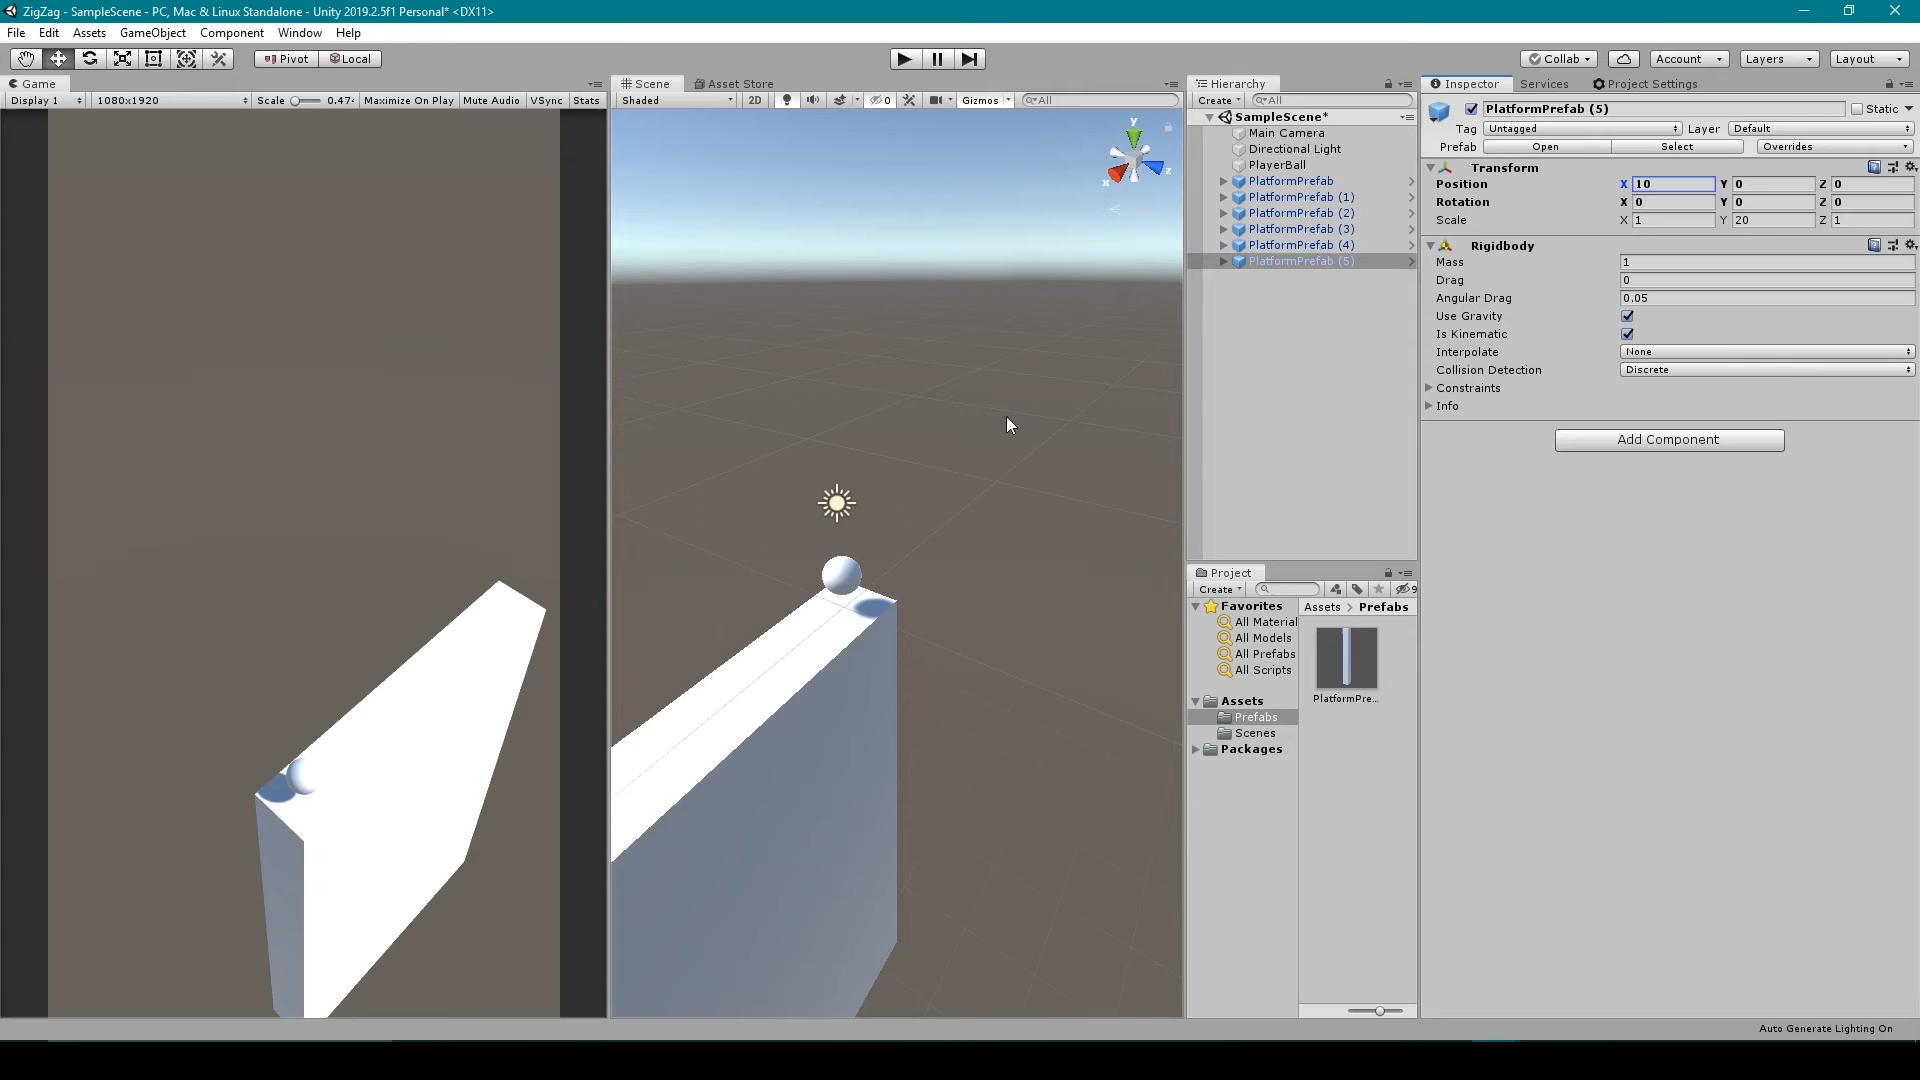 ZigZag - SampleScene - PC, Mac & Linux Standalone - Unity 2019.2.5f1 Personal* <DX11>
File Edit Assets GameObject Component Window Help
Pivot Local Collab Account Layers Layout
Game
Display 1 1080x1920 Scale 0.47 Maximize On Play Mute Audio VSync Stats
Scene Asset Store
Shaded 2D 0 Gizmos All
y
x
z
Hierarchy
Create All
SampleScene*
Main Camera
Directional Light
PlayerBall
PlatformPrefab
PlatformPrefab (1)
PlatformPrefab (2)
PlatformPrefab (3)
PlatformPrefab (4)
PlatformPrefab (5)
Project
Create 9
Favorites
All Material
All Models
All Prefabs
All Scripts
Assets
Prefabs
Scenes
Packages
Assets > Prefabs
PlatformPre...
Inspector Services Project Settings
PlatformPrefab (5) Static
Tag Untagged Layer Default
Prefab Open Select Overrides
Transform
Position X 10 Y 0 Z 0
Rotation X 0 Y 0 Z 0
Scale X 1 Y 20 Z 1
Rigidbody
Mass 1
Drag 0
Angular Drag 0.05
Use Gravity
Is Kinematic
Interpolate None
Collision Detection Discrete
Constraints
Info
Add Component
Auto Generate Lighting On